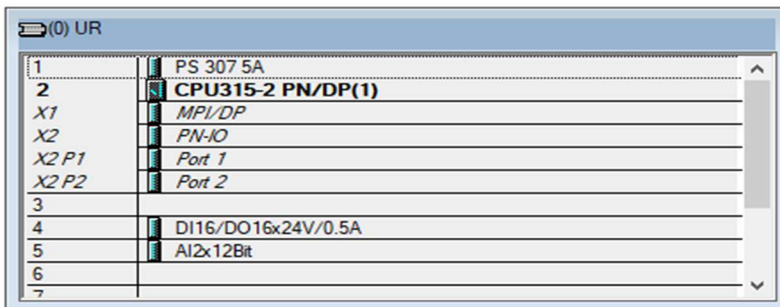 (0) UR
1 PS 307 5A
2 CPU315-2 PN/DP(1)
X1 MPI/DP
X2 PN-IO
X2 P1 Port 1
X2 P2 Port 2
3
4 DI16/DO16x24V/0.5A
5 AI2x12Bit
6
7